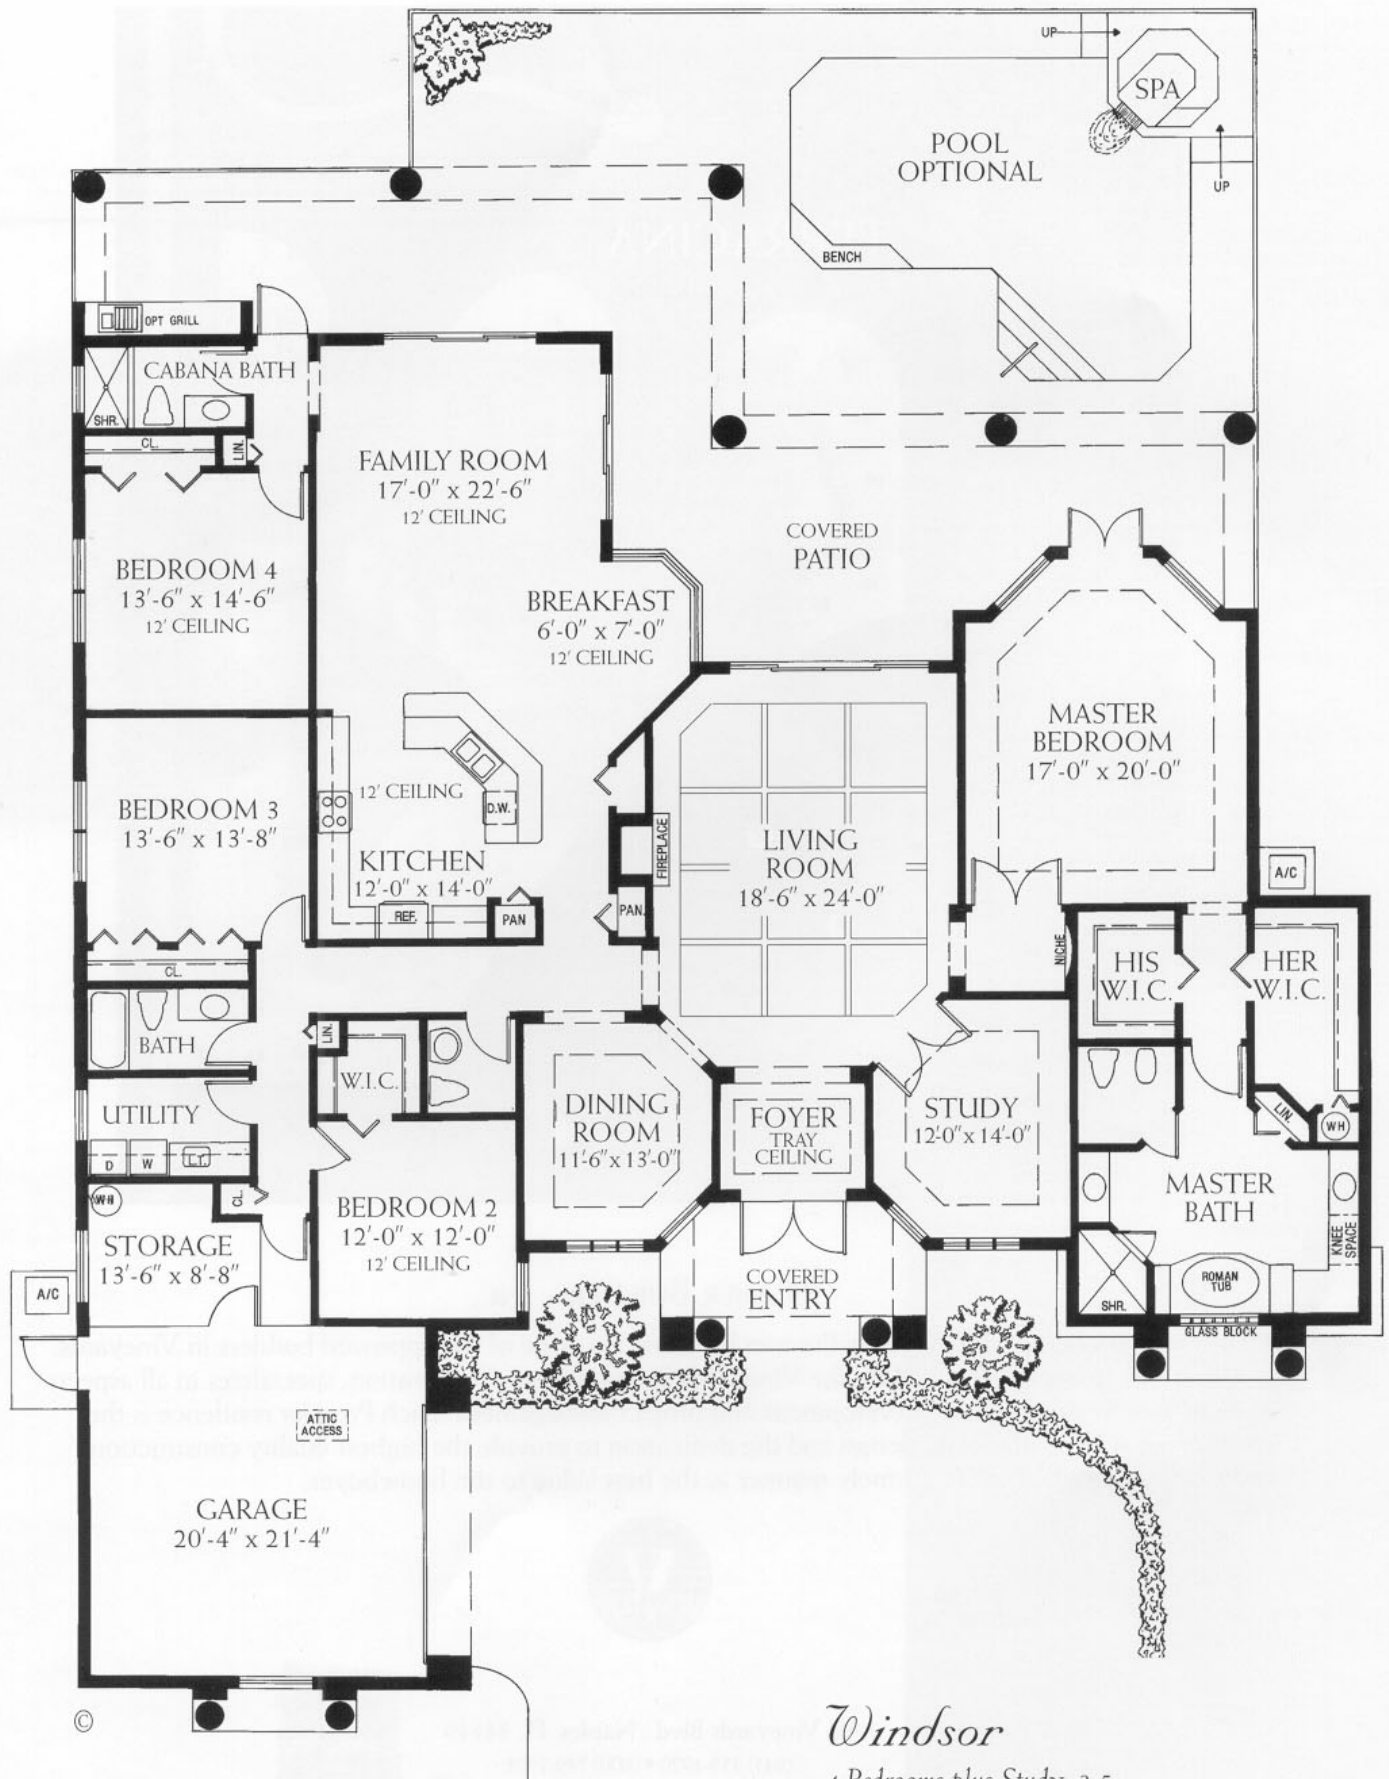 UP
SPA
POOL
OPTIONAL
UP
BENCH
OPT GRILL
CABANA BATH
SHR.
CL.
LIN.
FAMILY ROOM
17'-0" x 22'-6"
12' CEILING
COVERED
PATIO
BEDROOM 4
13'-6" x 14'-6"
12' CEILING
BREAKFAST
6'-0" x 7'-0"
12' CEILING
MASTER
BEDROOM
17'-0" x 20'-0"
BEDROOM 3
13'-6" x 13'-8"
12' CEILING
D.W.
KITCHEN
12'-0" x 14'-0"
REF.
PAN
PAN.
FIREPLACE
LIVING
ROOM
18'-6" x 24'-0"
A/C
NICHE
HIS
W.I.C.
HER
W.I.C.
CL.
BATH
LIN.
W.I.C.
UTILITY
D
W
L.T.
DINING
ROOM
11'-6" x 13'-0"
FOYER
TRAY
CEILING
STUDY
12'-0" x 14'-0"
LIN.
WH
WH
CL.
BEDROOM 2
12'-0" x 12'-0"
12' CEILING
MASTER
BATH
KNEE
SPACE
STORAGE
13'-6" x 8'-8"
A/C
COVERED
ENTRY
SHR.
ROMAN
TUB
GLASS BLOCK
ATTIC
ACCESS
GARAGE
20'-4" x 21'-4"
©
Windsor
4 Bedrooms plus Study,